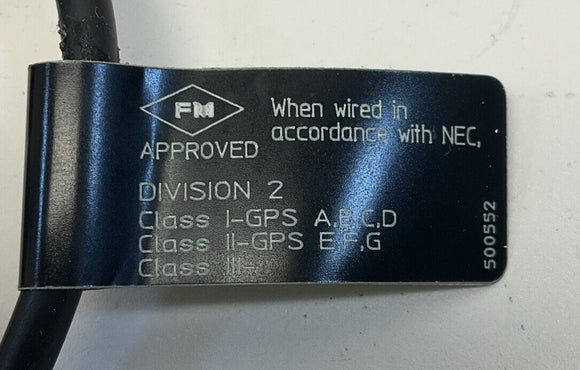 FM
APPROVED
When wired in
accordance with NEC,
DIVISION 2
Class I-GPS A,B,C,D
Class II-GPS E,F,G
Class III-
500552